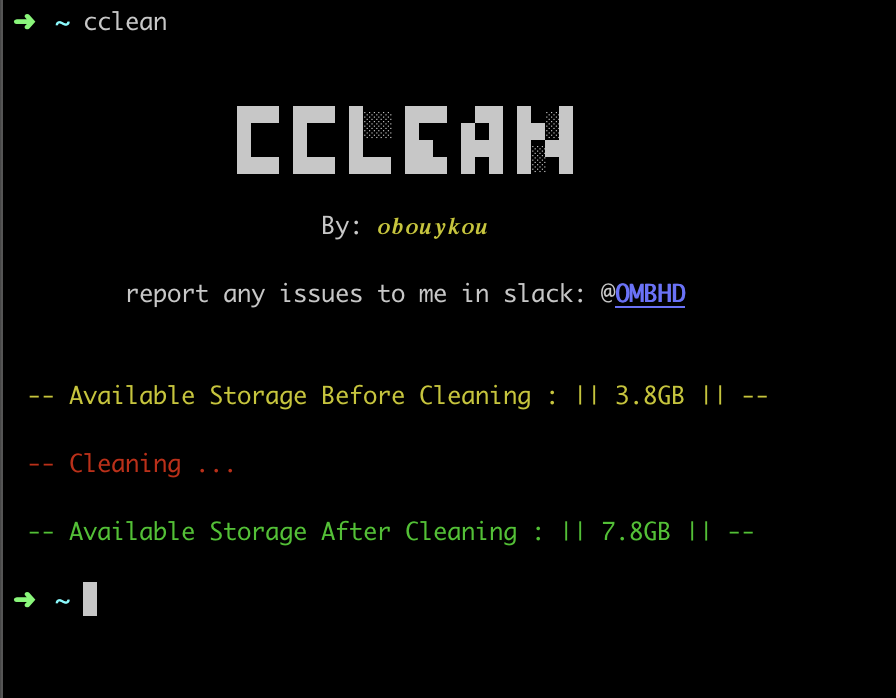 ➜ ~ cclean
CCLEAN
By: obouykou
report any issues to me in slack: @OMBHD
-- Available Storage Before Cleaning : || 3.8GB || --
-- Cleaning ...
-- Available Storage After Cleaning : || 7.8GB || --
➜ ~